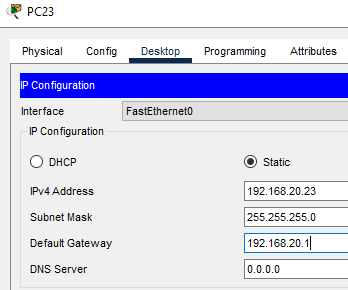 PC23
Physical Config Desktop Programming Attributes
IP Configuration
Interface FastEthernet0
IP Configuration
DHCP Static
IPv4 Address 192.168.20.23
Subnet Mask 255.255.255.0
Default Gateway 192.168.20.1
DNS Server 0.0.0.0